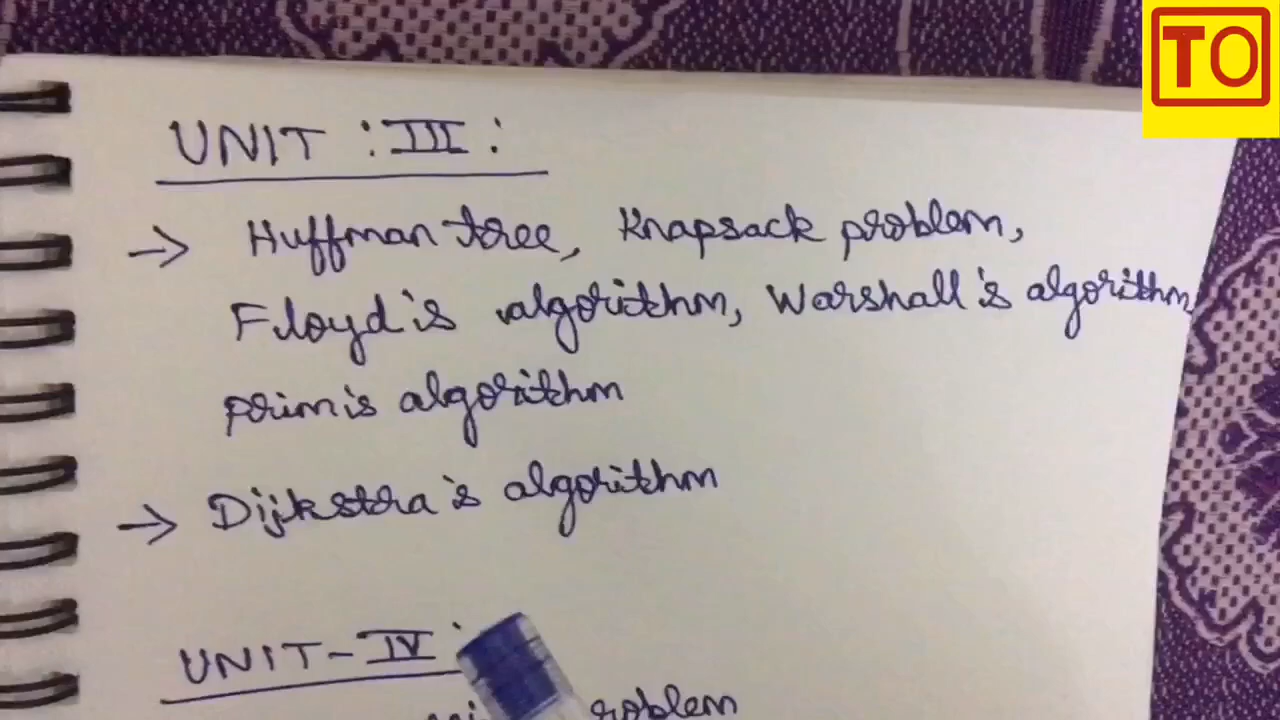 TO
UNIT : III :
→ Huffman tree, Knapsack problem,
Floyd's algorithm, Warshall's algorithm,
prim's algorithm
→ Dijkstra's algorithm
UNIT - IV :
problem